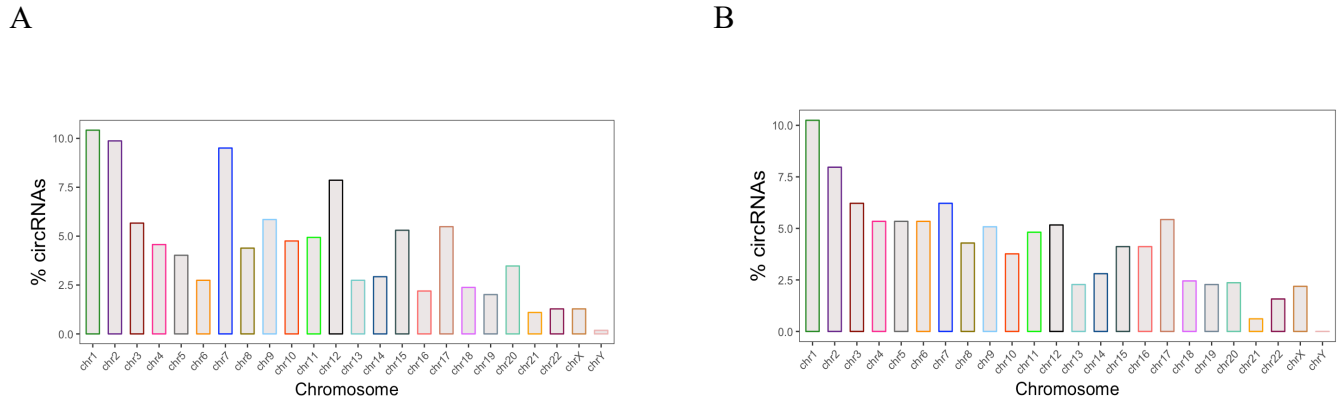 A
B
% circRNAs
10.0
7.5
5.0
2.5
0.0
chr1
chr2
chr3
chr4
chr5
chr6
chr7
chr8
chr9
chr10
chr11
chr12
chr13
chr14
chr15
chr16
chr17
chr18
chr19
chr20
chr21
chr22
chrX
chrY
Chromosome
% circRNAs
10.0
7.5
5.0
2.5
0.0
chr1
chr2
chr3
chr4
chr5
chr6
chr7
chr8
chr9
chr10
chr11
chr12
chr13
chr14
chr15
chr16
chr17
chr18
chr19
chr20
chr21
chr22
chrX
chrY
Chromosome